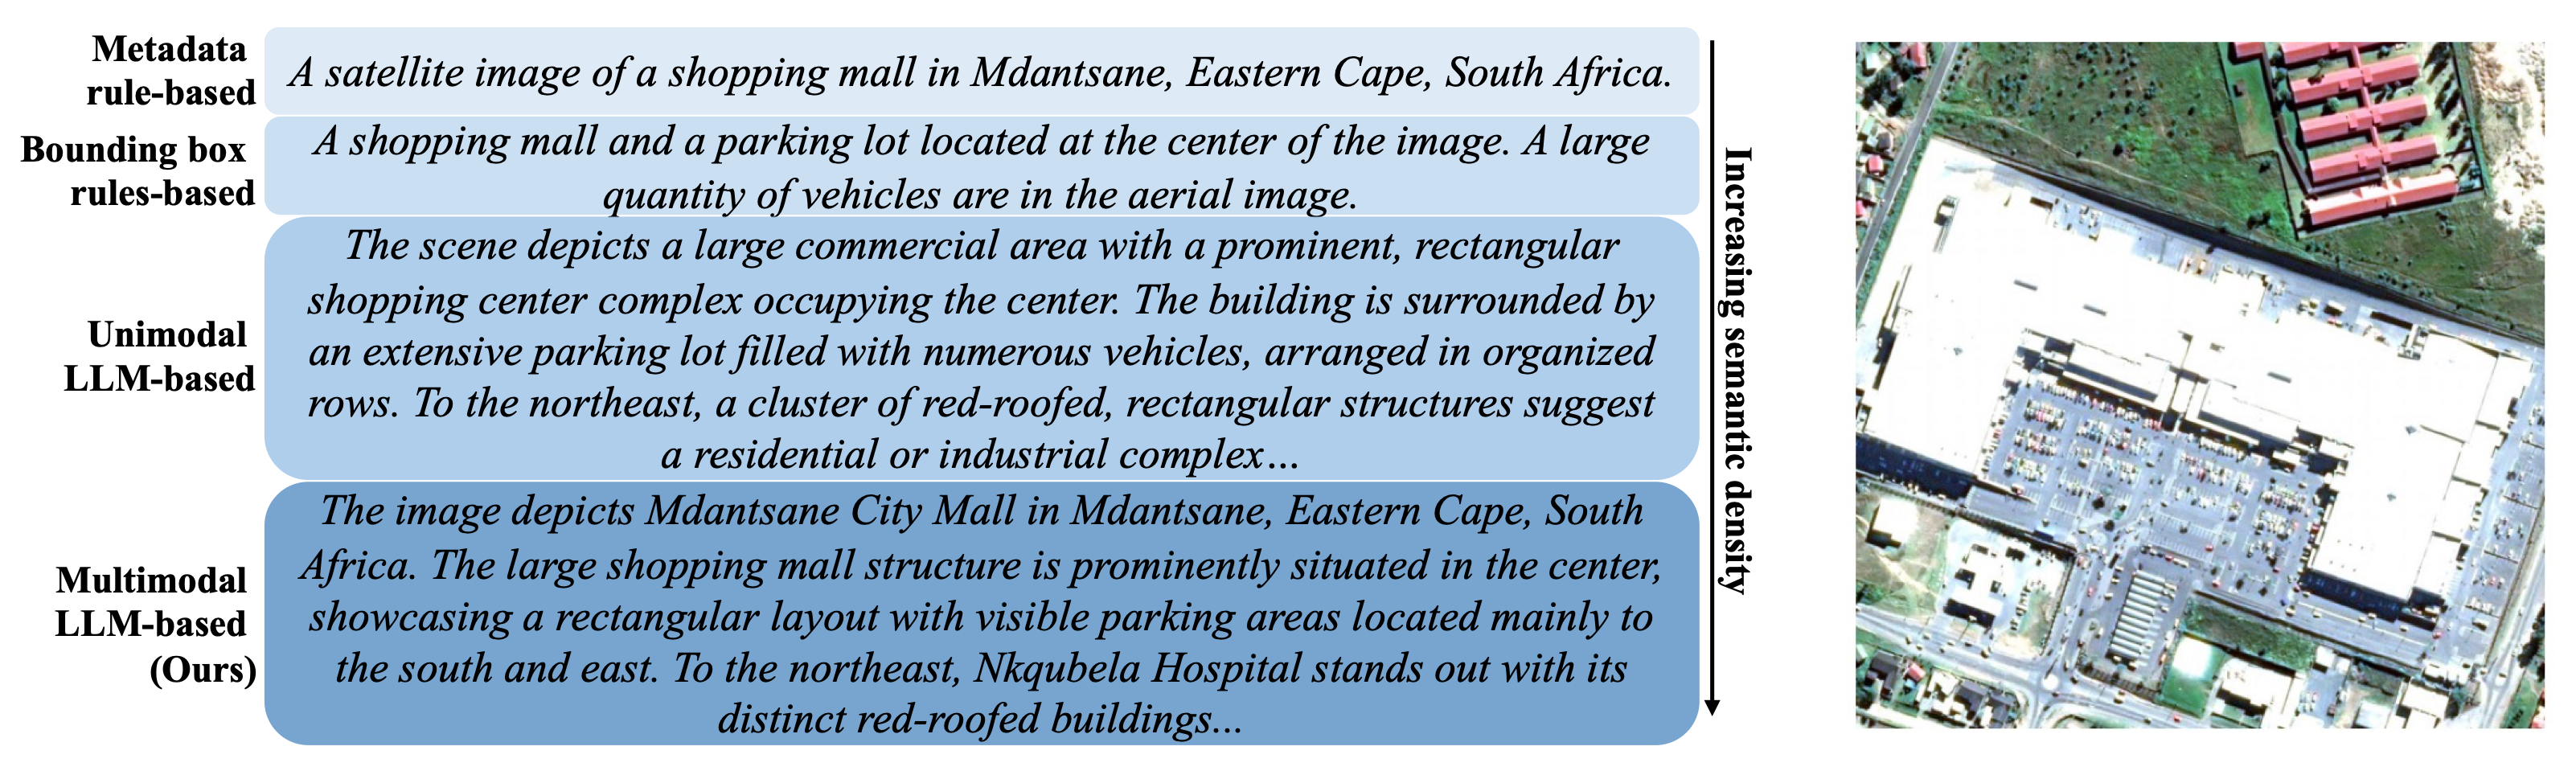 Metadata
rule-based
A satellite image of a shopping mall in Mdantsane, Eastern Cape, South Africa.
Bounding box
rules-based
A shopping mall and a parking lot located at the center of the image. A large
quantity of vehicles are in the aerial image.
Unimodal
LLM-based
The scene depicts a large commercial area with a prominent, rectangular
shopping center complex occupying the center. The building is surrounded by
an extensive parking lot filled with numerous vehicles, arranged in organized
rows. To the northeast, a cluster of red-roofed, rectangular structures suggest
a residential or industrial complex...
Multimodal
LLM-based
(Ours)
The image depicts Mdantsane City Mall in Mdantsane, Eastern Cape, South
Africa. The large shopping mall structure is prominently situated in the center,
showcasing a rectangular layout with visible parking areas located mainly to
the south and east. To the northeast, Nkqubela Hospital stands out with its
distinct red-roofed buildings...
Increasing semantic density